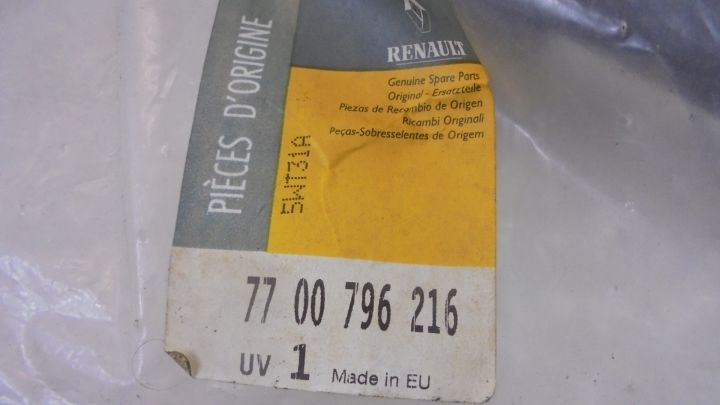 PIÈCES D'ORIGINE
RENAULT
Genuine Spare Parts
Original - Ersatzteile
Piezas de Recambio de Origen
Ricambi Originali
Peças-Sobresselentes de Origem
77 00 796 216
UV 1 Made in EU